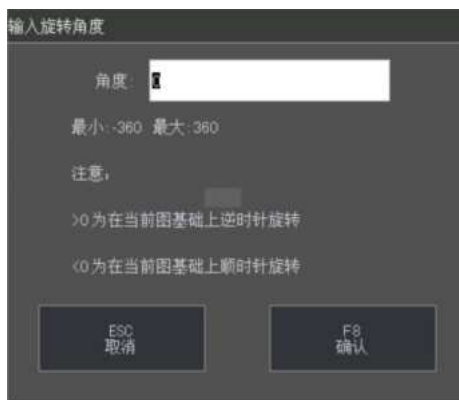 输入旋转角度
角度: 0
最小:-360 最大:360
注意:
>0为在当前图基础上逆时针旋转
<0为在当前图基础上顺时针旋转
ESC
取消
F8
确认